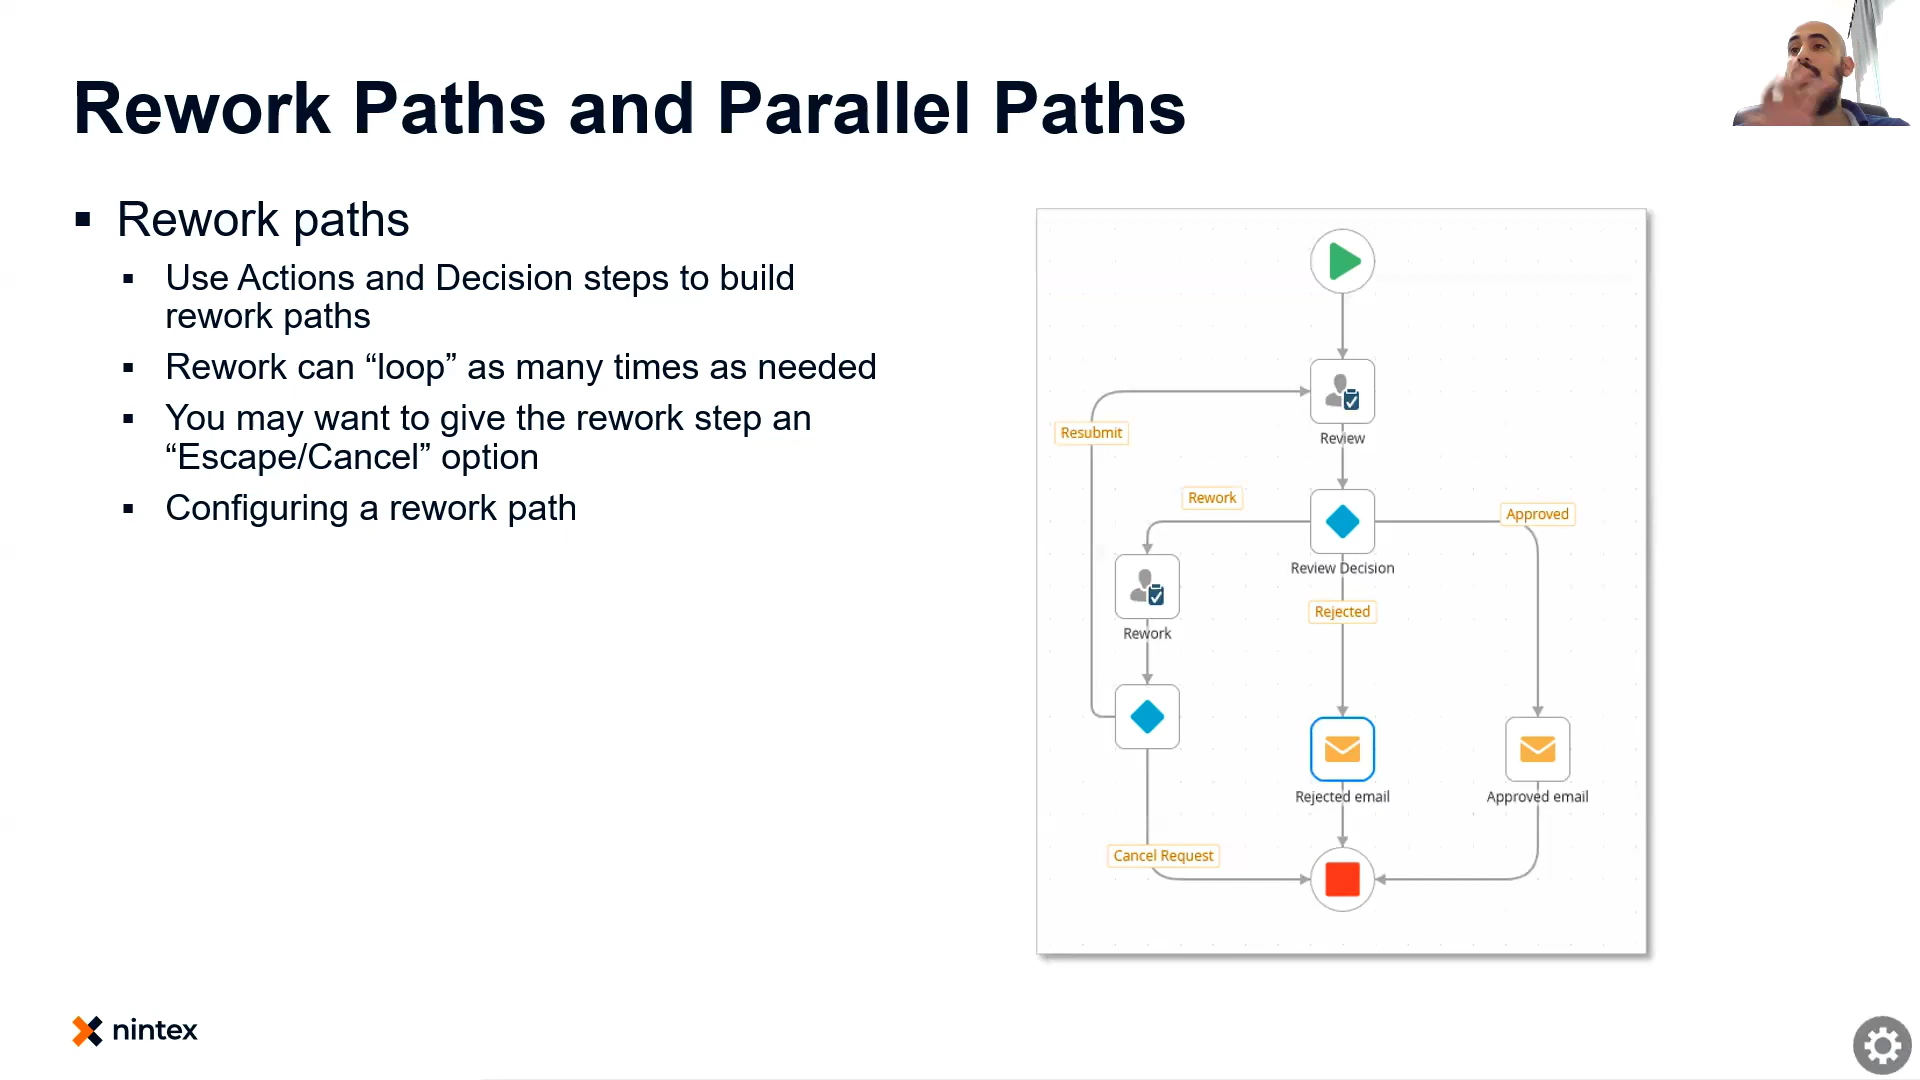 Rework Paths and Parallel Paths
▪ Rework paths
▪ Use Actions and Decision steps to build
rework paths
▪ Rework can “loop” as many times as needed
▪ You may want to give the rework step an
“Escape/Cancel” option
▪ Configuring a rework path
Review
Resubmit
Rework
Approved
Review Decision
Rejected
Rework
Rejected email
Approved email
Cancel Request
nintex